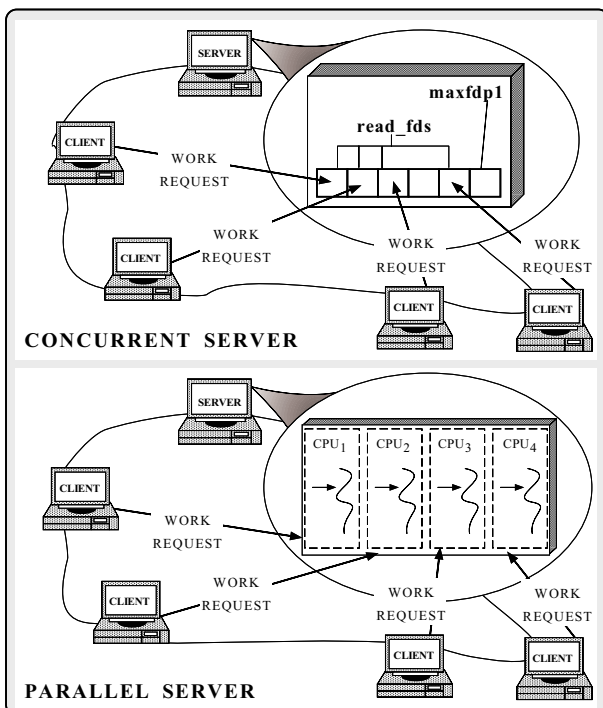 SERVER
maxfdp1
read_fds
CLIENT
WORK
REQUEST
WORK
REQUEST
WORK
REQUEST
WORK
REQUEST
CLIENT
CLIENT
CLIENT
CONCURRENT SERVER
SERVER
CPU1 CPU2 CPU3 CPU4
CLIENT
WORK
REQUEST
WORK
REQUEST
WORK
REQUEST
WORK
REQUEST
CLIENT
CLIENT
CLIENT
PARALLEL SERVER